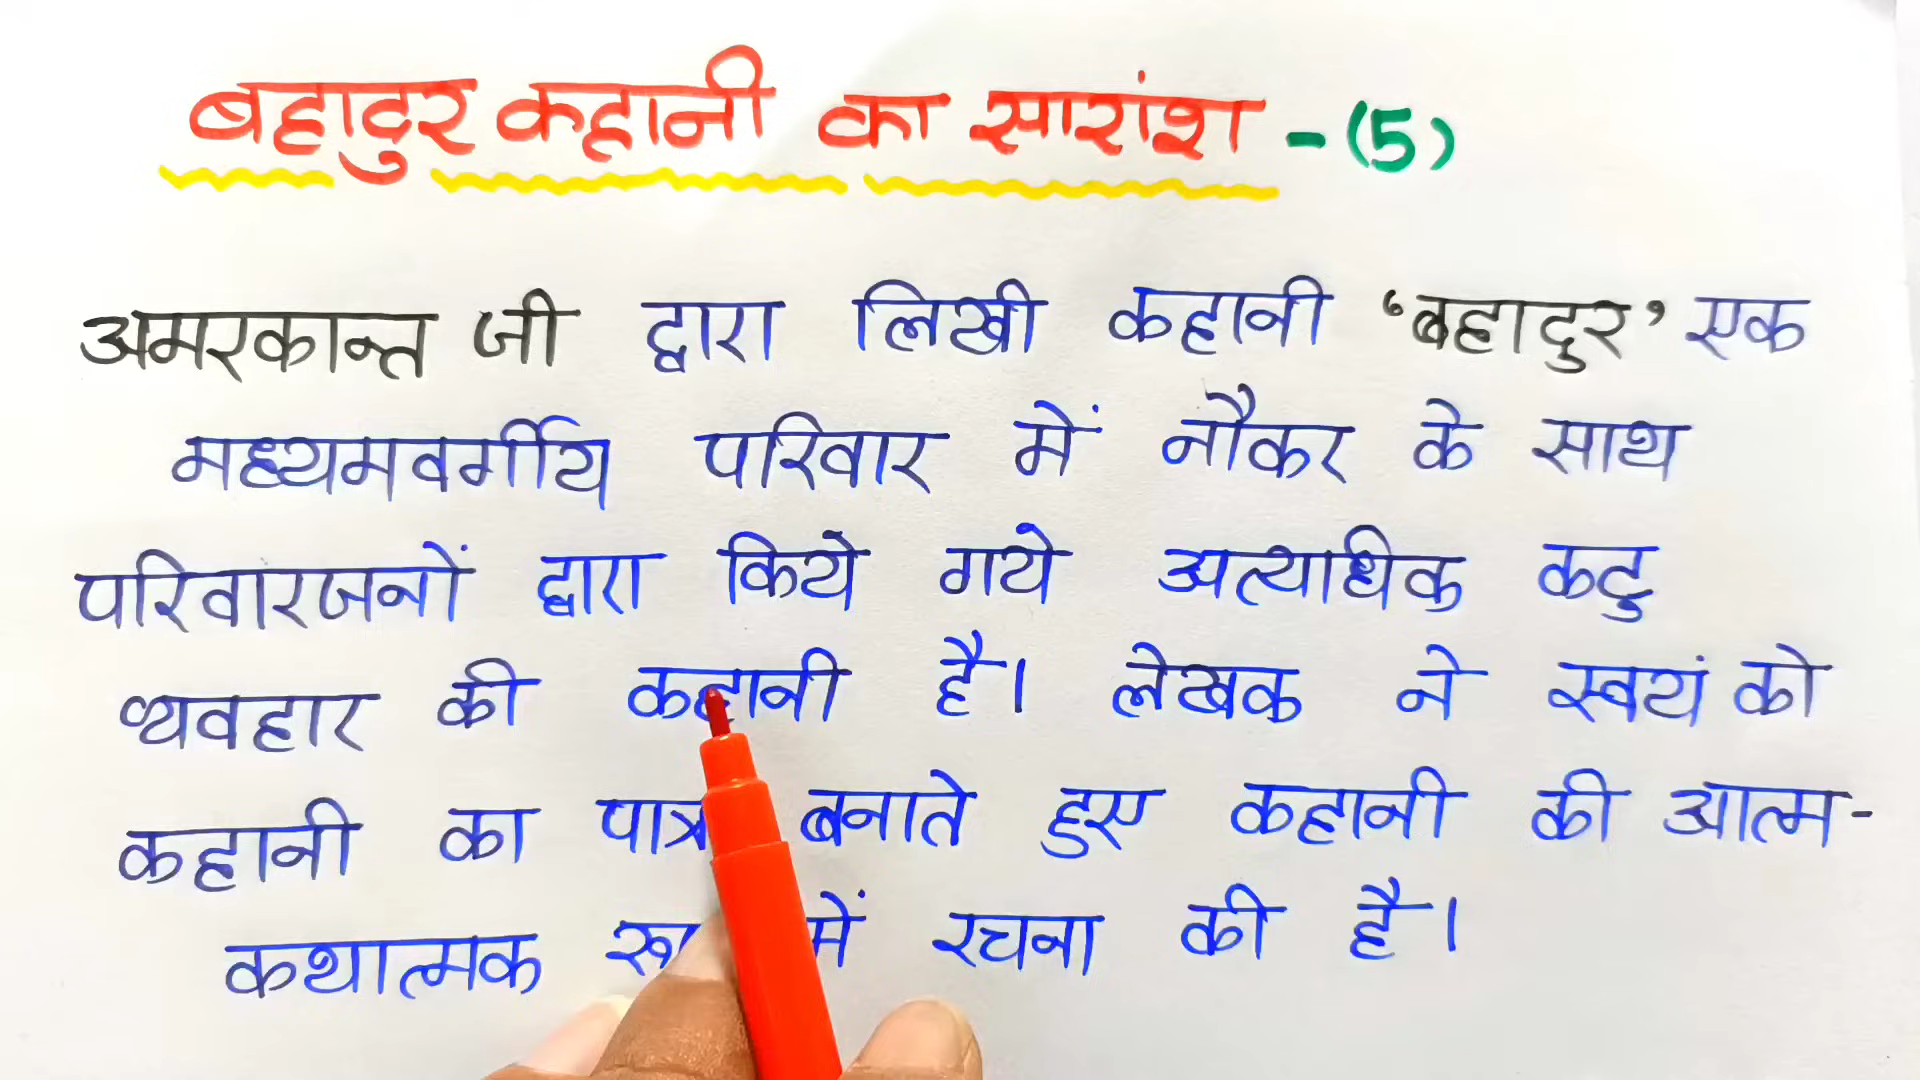 बहादुर कहानी का सारांश - (5)
अमरकान्त जी द्वारा लिखी कहानी ‘बहादुर’ एक
मध्यमवर्गीय परिवार में नौकर के साथ
परिवारजनों द्वारा किये गये अत्याधिक कटु
व्यवहार की कहानी है। लेखक ने स्वयं को
कहानी का पात्र बनाते हुए कहानी की आत्म-
कथात्मक में रचना की है।